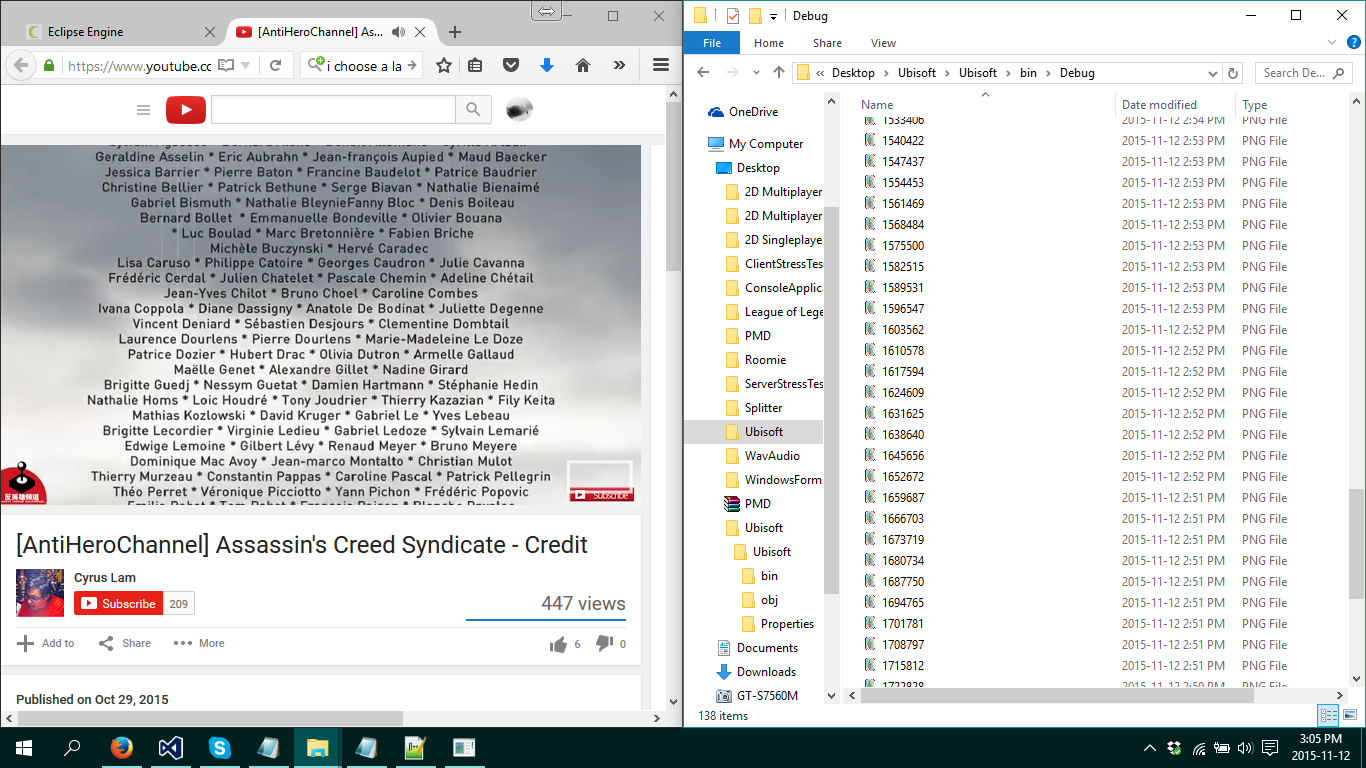 Eclipse Engine
[AntiHeroChannel] As...
https://www.youtube.cc
i choose a la
Geraldine Asselin * Eric Aubrahn * Jean-françois Aupied * Maud Baecker
Jessica Barrier * Pierre Baton * Francine Baudelot * Patrice Baudrier
Christine Bellier * Patrick Bethune * Serge Biavan * Nathalie Bienaimé
Gabriel Bismuth * Nathalie BleynieFanny Bloc * Denis Boileau
Bernard Bollet * Emmanuelle Bondeville * Olivier Bouana
* Luc Boulad * Marc Bretonnière * Fabien Briche
Michèle Buczynski * Hervé Caradec
Lisa Caruso * Philippe Catoire * Georges Caudron * Julie Cavanna
Frédéric Cerdal * Julien Chatelet * Pascale Chemin * Adeline Chétail
Jean-Yves Chilot * Bruno Choel * Caroline Combes
Ivana Coppola * Diane Dassigny * Anatole De Bodinat * Juliette Degenne
Vincent Deniard * Sébastien Desjours * Clementine Dombtail
Laurence Dourlens * Pierre Dourlens * Marie-Madeleine Le Doze
Patrice Dozier * Hubert Drac * Olivia Dutron * Armelle Gallaud
Maëlle Genet * Alexandre Gillet * Nadine Girard
Brigitte Guedj * Nessym Guetat * Damien Hartmann * Stéphanie Hedin
Nathalie Homs * Loic Houdré * Tony Joudrier * Thierry Kazazian * Fily Keita
Mathias Kozlowski * David Kruger * Gabriel Le * Yves Lebeau
Brigitte Lecordier * Virginie Ledieu * Gabriel Ledoze * Sylvain Lemarié
Edwige Lemoine * Gilbert Lévy * Renaud Meyer * Bruno Meyere
Dominique Mac Avoy * Jean-marco Montalto * Christian Mulot
Thierry Murzeau * Constantin Pappas * Caroline Pascal * Patrick Pellegrin
Théo Perret * Véronique Picciotto * Yann Pichon * Frédéric Popovic
反英雄頻道
Subscribe
[AntiHeroChannel] Assassin's Creed Syndicate - Credit
Cyrus Lam
Subscribe 209
447 views
Add to Share More 6 0
Published on Oct 29, 2015
Debug
File Home Share View
« Desktop Ubisoft Ubisoft bin Debug
Search De...
OneDrive
My Computer
Desktop
2D Multiplayer
2D Multiplayer
2D Singleplaye
ClientStressTes
ConsoleApplica
League of Lege
PMD
Roomie
ServerStressTes
Splitter
Ubisoft
WavAudio
WindowsForm
PMD
Ubisoft
Ubisoft
bin
obj
Properties
Documents
Downloads
GT-S7560M
Name Date modified Type
1533406 2015-11-12 2:54 PM PNG File
1540422 2015-11-12 2:53 PM PNG File
1547437 2015-11-12 2:53 PM PNG File
1554453 2015-11-12 2:53 PM PNG File
1561469 2015-11-12 2:53 PM PNG File
1568484 2015-11-12 2:53 PM PNG File
1575500 2015-11-12 2:53 PM PNG File
1582515 2015-11-12 2:53 PM PNG File
1589531 2015-11-12 2:53 PM PNG File
1596547 2015-11-12 2:53 PM PNG File
1603562 2015-11-12 2:52 PM PNG File
1610578 2015-11-12 2:52 PM PNG File
1617594 2015-11-12 2:52 PM PNG File
1624609 2015-11-12 2:52 PM PNG File
1631625 2015-11-12 2:52 PM PNG File
1638640 2015-11-12 2:52 PM PNG File
1645656 2015-11-12 2:52 PM PNG File
1652672 2015-11-12 2:52 PM PNG File
1659687 2015-11-12 2:51 PM PNG File
1666703 2015-11-12 2:51 PM PNG File
1673719 2015-11-12 2:51 PM PNG File
1680734 2015-11-12 2:51 PM PNG File
1687750 2015-11-12 2:51 PM PNG File
1694765 2015-11-12 2:51 PM PNG File
1701781 2015-11-12 2:51 PM PNG File
1708797 2015-11-12 2:51 PM PNG File
1715812 2015-11-12 2:51 PM PNG File
1722828 2015-11-12 2:50 PM PNG File
138 items
3:05 PM
2015-11-12